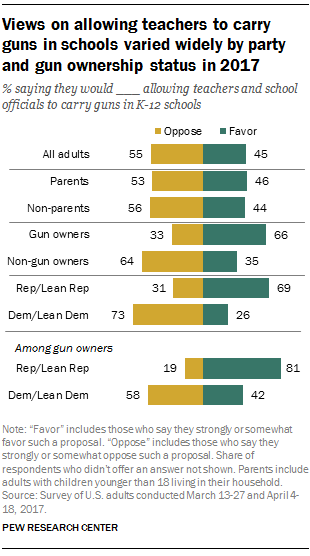 Views on allowing teachers to carry
guns in schools varied widely by party
and gun ownership status in 2017
% saying they would ___ allowing teachers and school
officials to carry guns in K-12 schools
Oppose Favor
All adults 55 45
Parents 53 46
Non-parents 56 44
Gun owners 33 66
Non-gun owners 64 35
Rep/Lean Rep 31 69
Dem/Lean Dem 73 26
Among gun owners
Rep/Lean Rep 19 81
Dem/Lean Dem 58 42
Note: “Favor” includes those who say they strongly or somewhat
favor such a proposal. “Oppose” includes those who say they
strongly or somewhat oppose such a proposal. Share of
respondents who didn’t offer an answer not shown. Parents include
adults with children younger than 18 living in their household.
Source: Survey of U.S. adults conducted March 13-27 and April 4-
18, 2017.
PEW RESEARCH CENTER